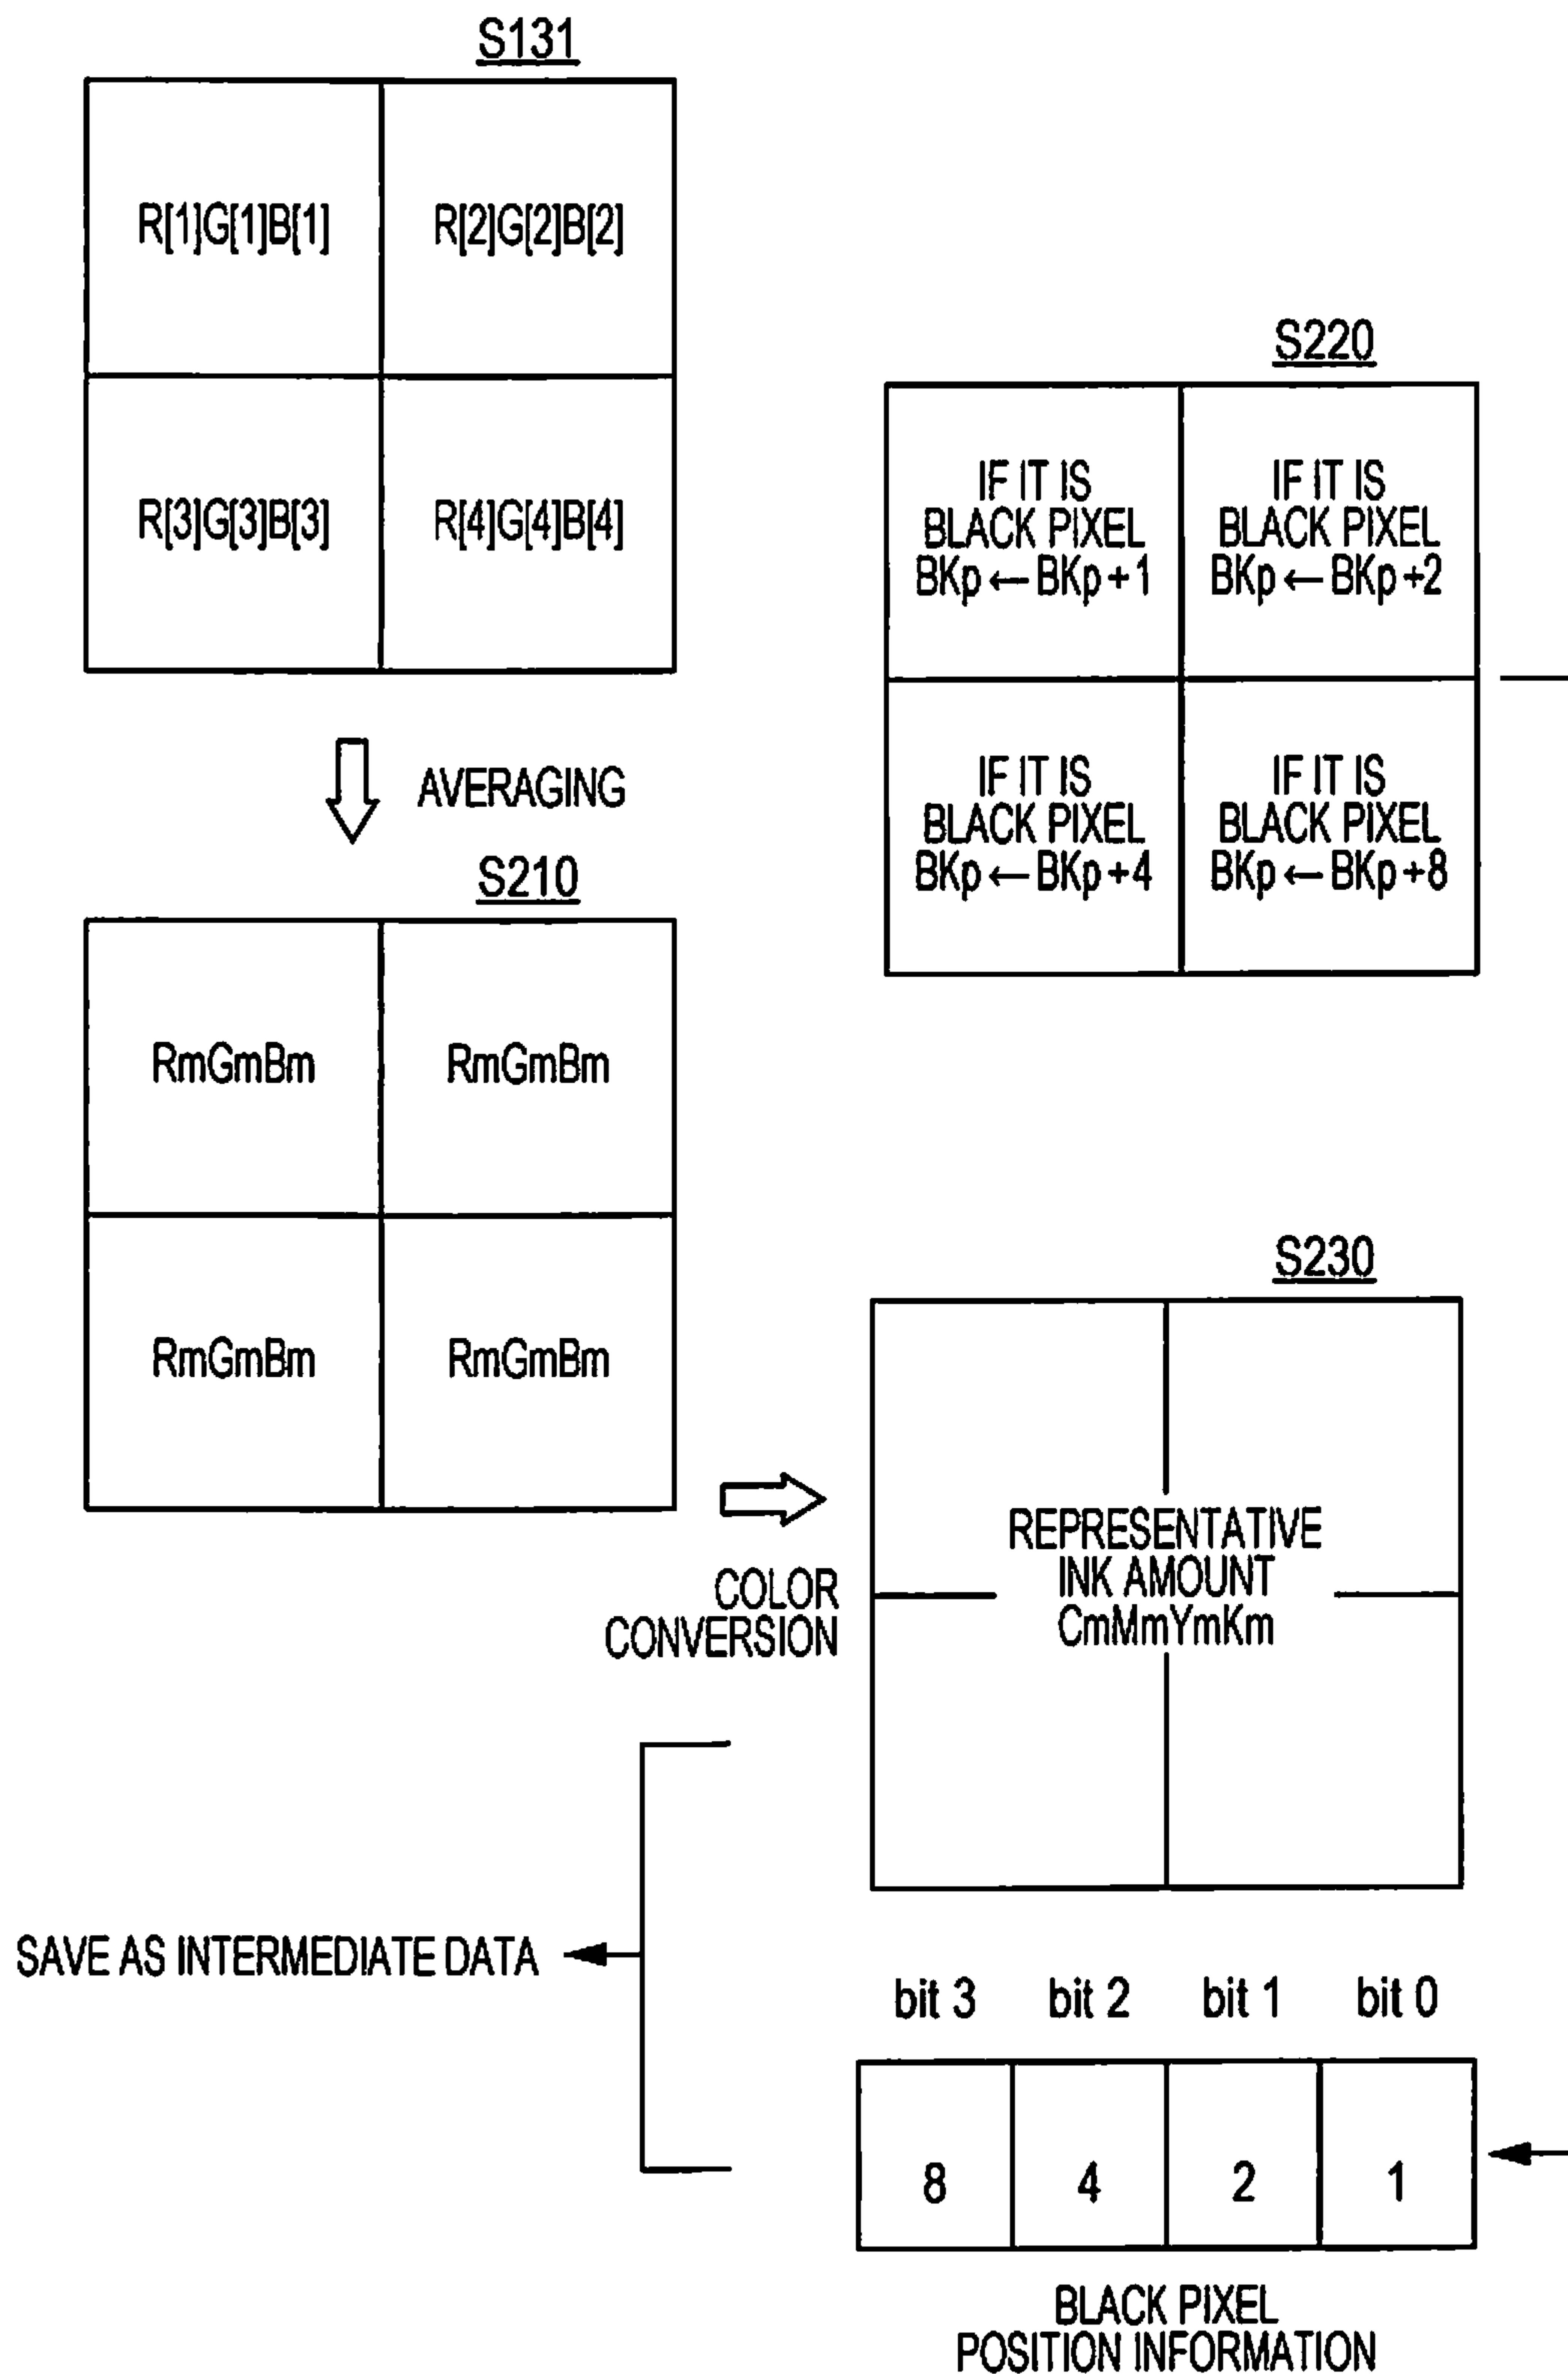 S131
R[1]G[1]B[1]
R[2]G[2]B[2]
R[3]G[3]B[3]
R[4]G[4]B[4]
AVERAGING
S210
RmGmBm
RmGmBm
RmGmBm
RmGmBm
COLOR
CONVERSION
S220
IF IT IS
BLACK PIXEL
BKp ← BKp +1
IF IT IS
BLACK PIXEL
BKp ← BKp +2
IF IT IS
BLACK PIXEL
BKp ← BKp +4
IF IT IS
BLACK PIXEL
BKp ← BKp +8
S230
REPRESENTATIVE
INK AMOUNT
CmMmYmKm
SAVE AS INTERMEDIATE DATA
bit 3 bit 2 bit 1 bit 0
8 4 2 1
BLACK PIXEL
POSITION INFORMATION